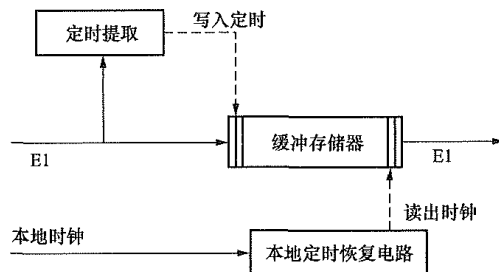 写入定时
定时提取
缓冲存储器
E1
E1
读出时钟
本地时钟
本地定时恢复电路